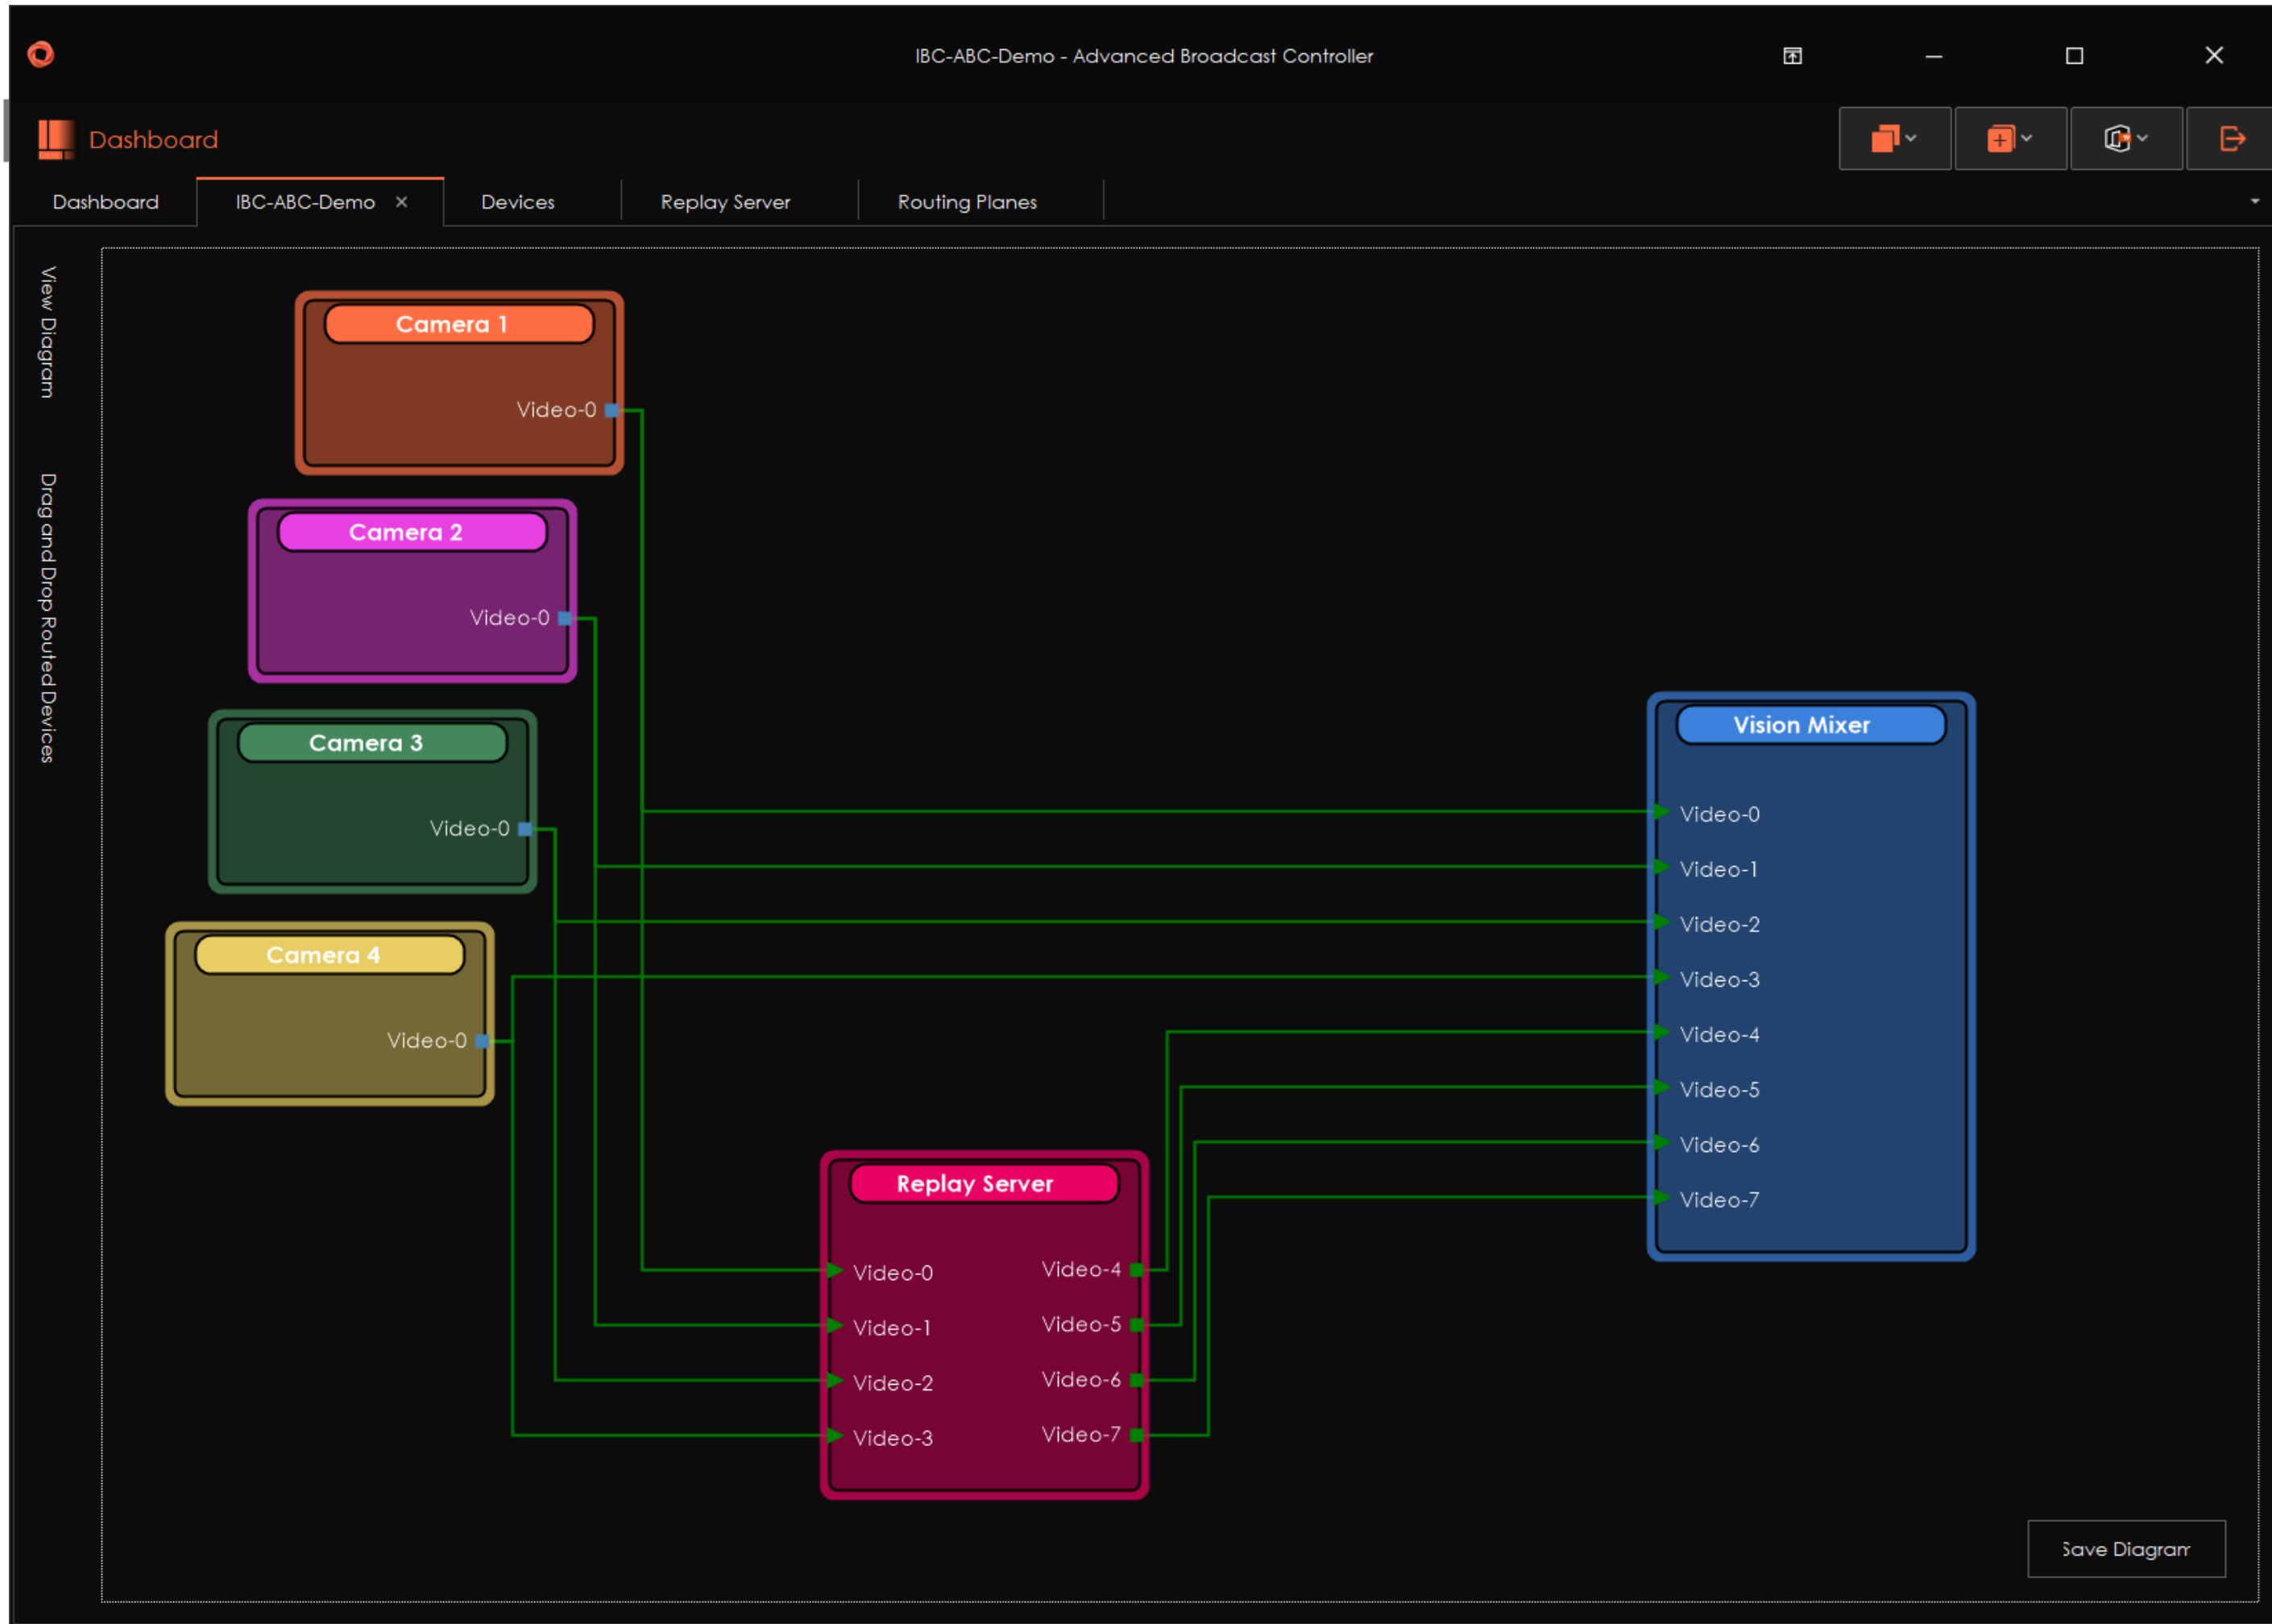 IBC-ABC-Demo - Advanced Broadcast Controller
Dashboard
Dashboard
IBC-ABC-Demo
Devices
Replay Server
Routing Planes
View Diagram
Drag and Drop Routed Devices
Camera 1
Video-0
Camera 2
Video-0
Camera 3
Video-0
Camera 4
Video-0
Replay Server
Video-0 Video-4
Video-1 Video-5
Video-2 Video-6
Video-3 Video-7
Vision Mixer
Video-0
Video-1
Video-2
Video-3
Video-4
Video-5
Video-6
Video-7
Save Diagram